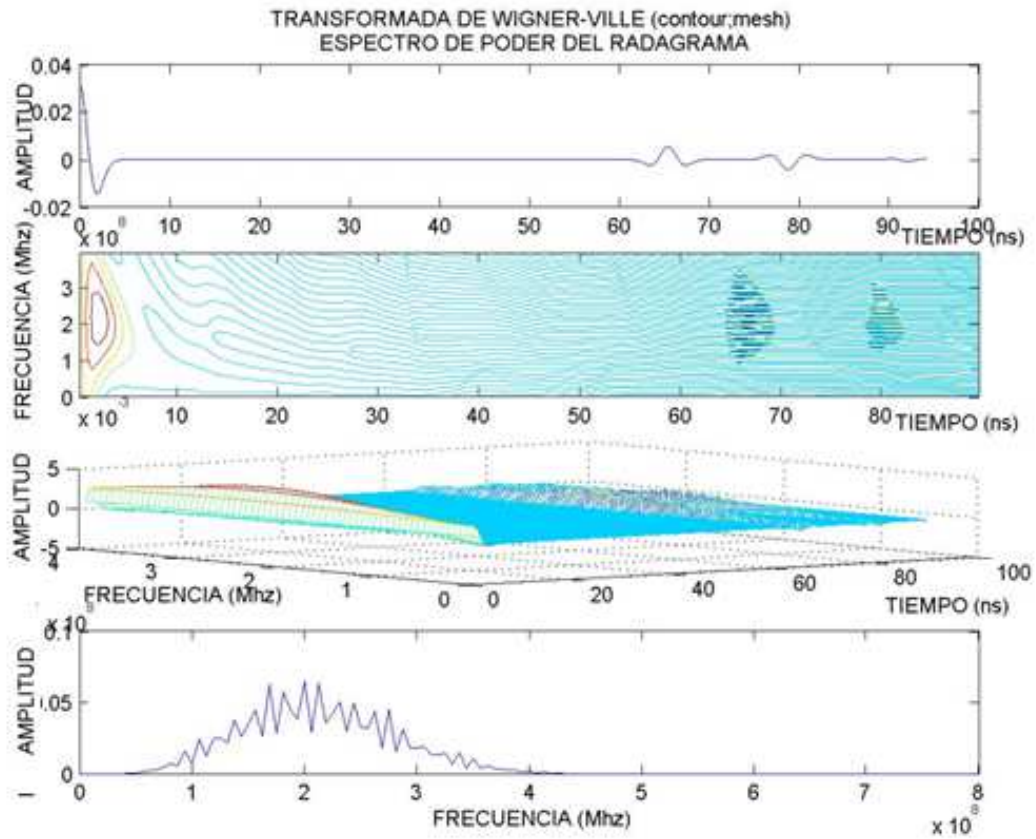 TRANSFORMADA DE WIGNER-VILLE (contour;mesh)
ESPECTRO DE PODER DEL RADAGRAMA
AMPLITUD
0.04
0.02
0
-0.02
0 10 20 30 40 50 60 70 80 90 100
TIEMPO (ns)
x 10 8
FRECUENCIA (Mhz)
3
2
1
0
10 20 30 40 50 60 70 80
TIEMPO (ns)
x 10 -3
AMPLITUD
5
0
-5
4 3 2 1 0
0 20 40 60 80 100
FRECUENCIA (Mhz)
TIEMPO (ns)
x 10 8
AMPLITUD
0.1
0.05
0
0 1 2 3 4 5 6 7 8
FRECUENCIA (Mhz)
x 10 8